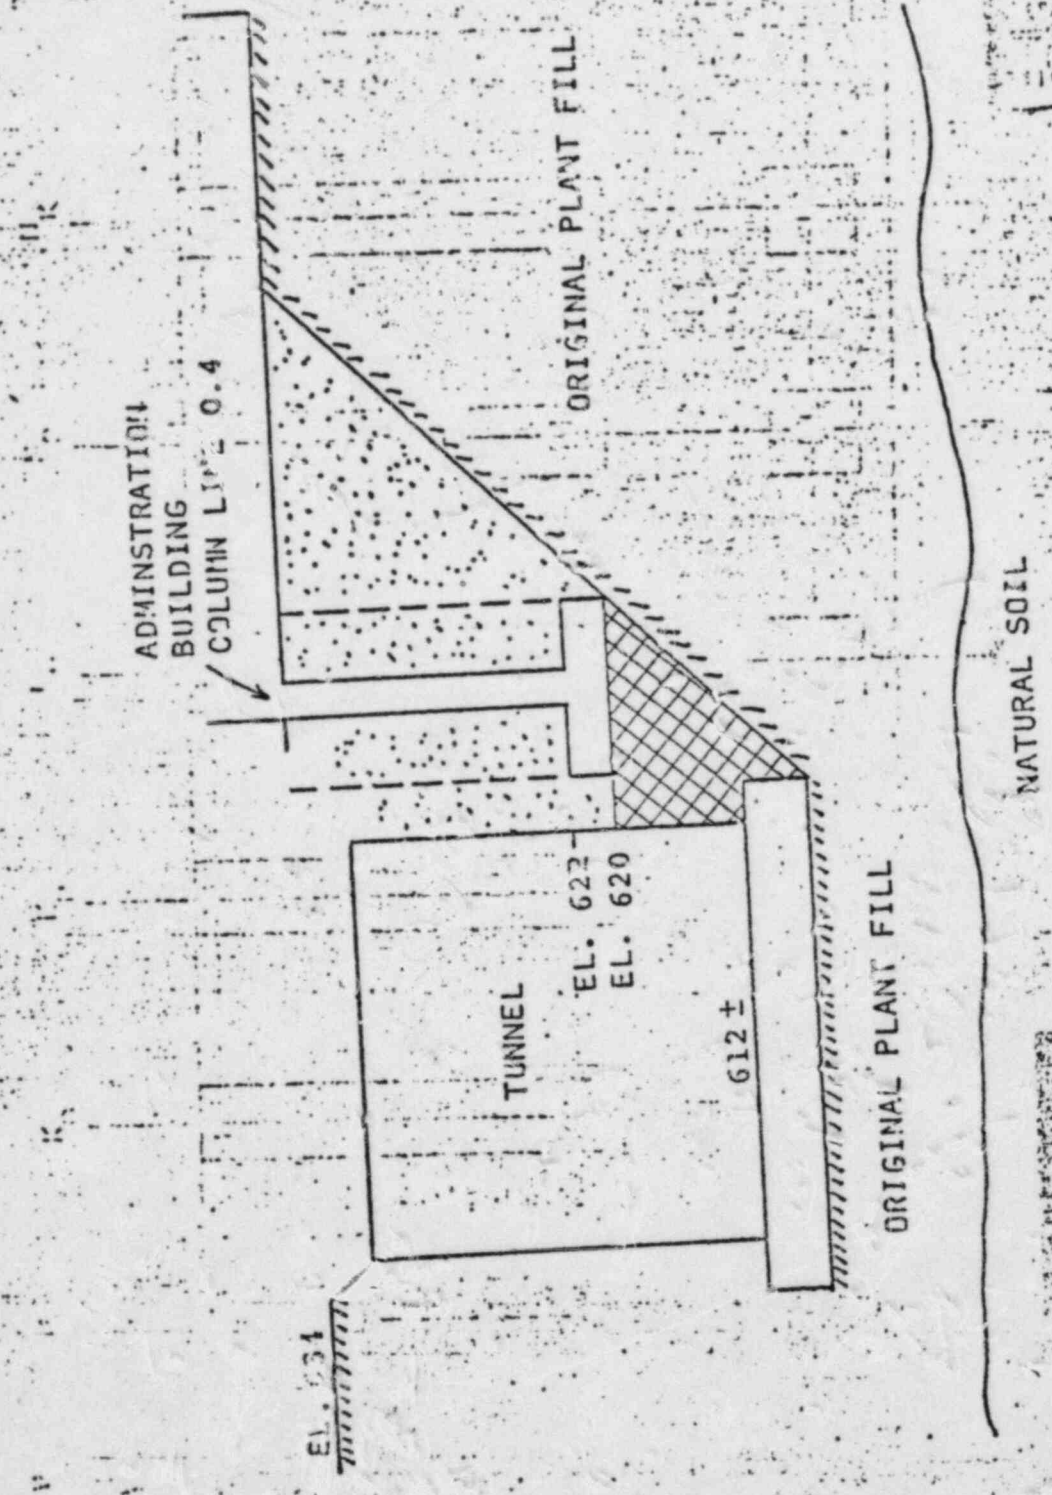 ADMINSTRATION
BUILDING
COLUMN LINE 0.4
ORIGINAL PLANT FILL
TUNNEL
EL. 622
EL. 620
612 ±
EL.
ORIGINAL PLANT FILL
NATURAL SOIL